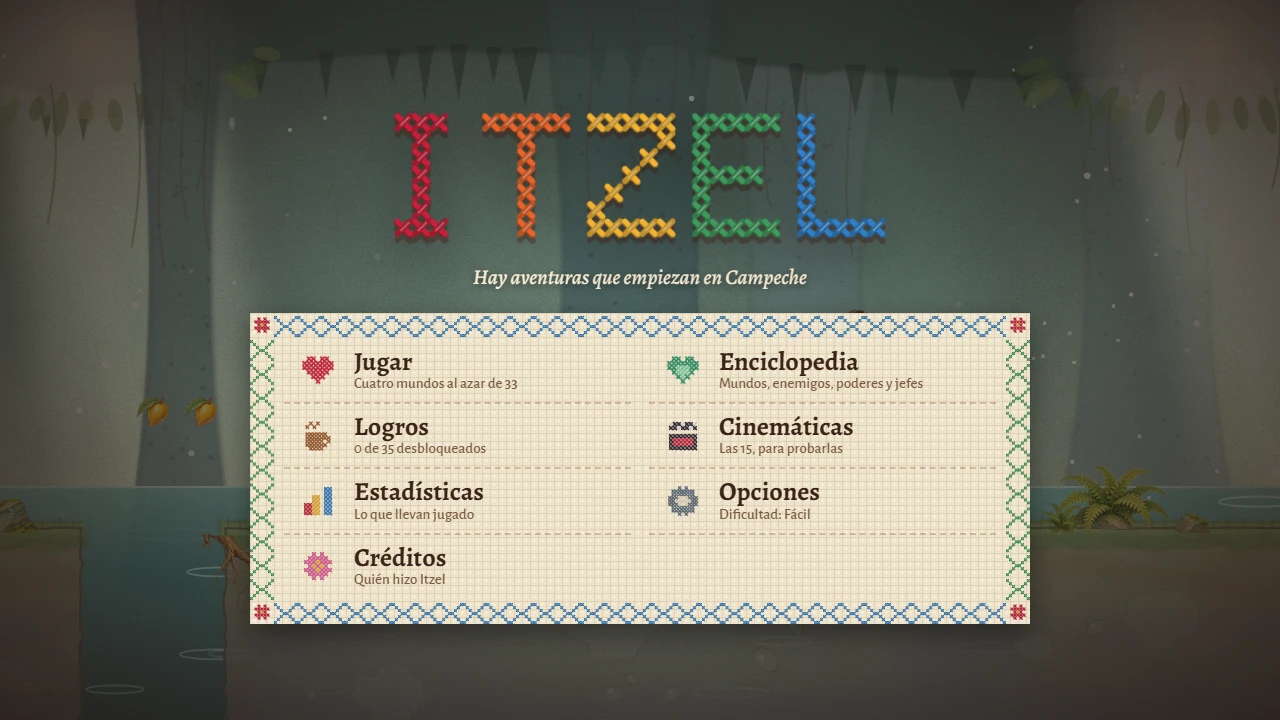 ITZEL
Hay aventuras que empiezan en Campeche
Jugar
Cuatro mundos al azar de 33
Enciclopedia
Mundos, enemigos, poderes y jefes
Logros
0 de 35 desbloqueados
Cinemáticas
Las 15, para probarlas
Estadísticas
Lo que llevan jugado
Opciones
Dificultad: Fácil
Créditos
Quién hizo Itzel